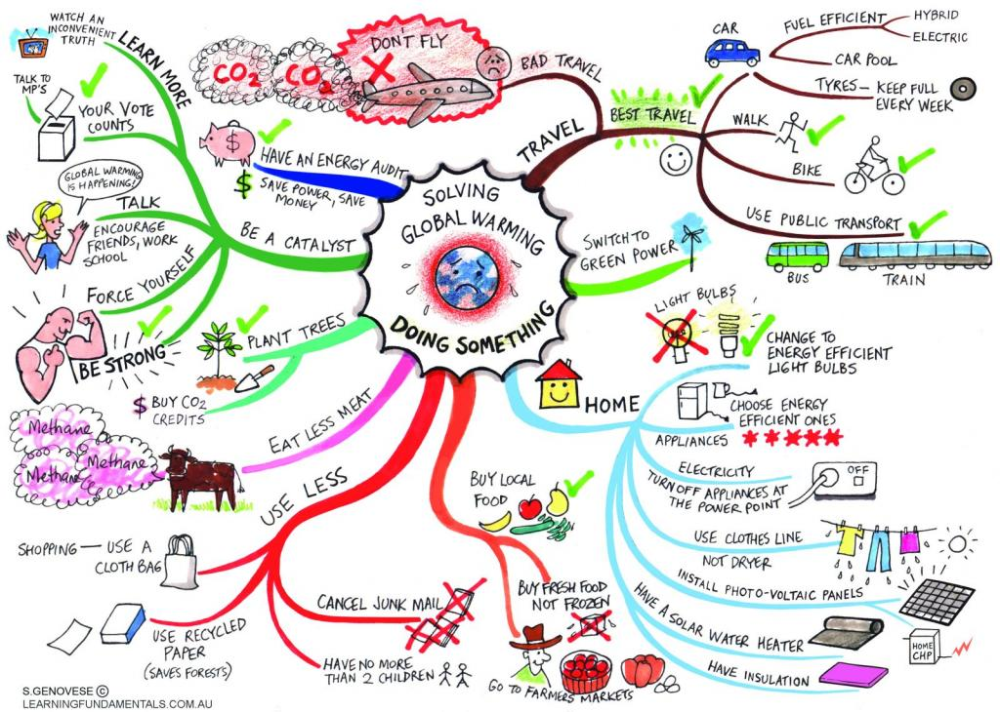 SOLVING
GLOBAL WARMING
DOING SOMETHING
WATCH AN
INCONVENIENT
TRUTH
LEARN MORE
TALK TO
MP'S
YOUR VOTE
COUNTS
GLOBAL WARMING
IS HAPPENING!
TALK
ENCOURAGE
FRIENDS, WORK
SCHOOL
FORCE YOURSELF
BE STRONG
BE A CATALYST
$
HAVE AN ENERGY AUDIT
$ SAVE POWER, SAVE
MONEY
CO2
CO2
DON'T FLY
BAD TRAVEL
TRAVEL
BEST TRAVEL
CAR
FUEL EFFICIENT
HYBRID
ELECTRIC
CAR POOL
TYRES — KEEP FULL
EVERY WEEK
WALK
BIKE
USE PUBLIC TRANSPORT
BUS
TRAIN
SWITCH TO
GREEN POWER
HOME
LIGHT BULBS
CHANGE TO
ENERGY EFFICIENT
LIGHT BULBS
CHOOSE ENERGY
EFFICIENT ONES
APPLIANCES
ELECTRICITY
TURN OFF APPLIANCES AT
THE POWER POINT
OFF
USE CLOTHES LINE
NOT DRYER
INSTALL PHOTO-VOLTAIC PANELS
HOME
CHP
HAVE A SOLAR
WATER HEATER
HAVE INSULATION
BUY LOCAL
FOOD
BUY FRESH FOOD
NOT FROZEN
GO TO FARMERS MARKETS
PLANT TREES
$ BUY CO2
CREDITS
EAT LESS MEAT
Methane
Methane
Methane
USE LESS
SHOPPING — USE A
CLOTH BAG
USE RECYCLED
PAPER
(SAVES FORESTS)
CANCEL JUNK MAIL
HAVE NO MORE
THAN 2 CHILDREN
S.GENOVESE ©
LEARNINGFUNDAMENTALS.COM.AU